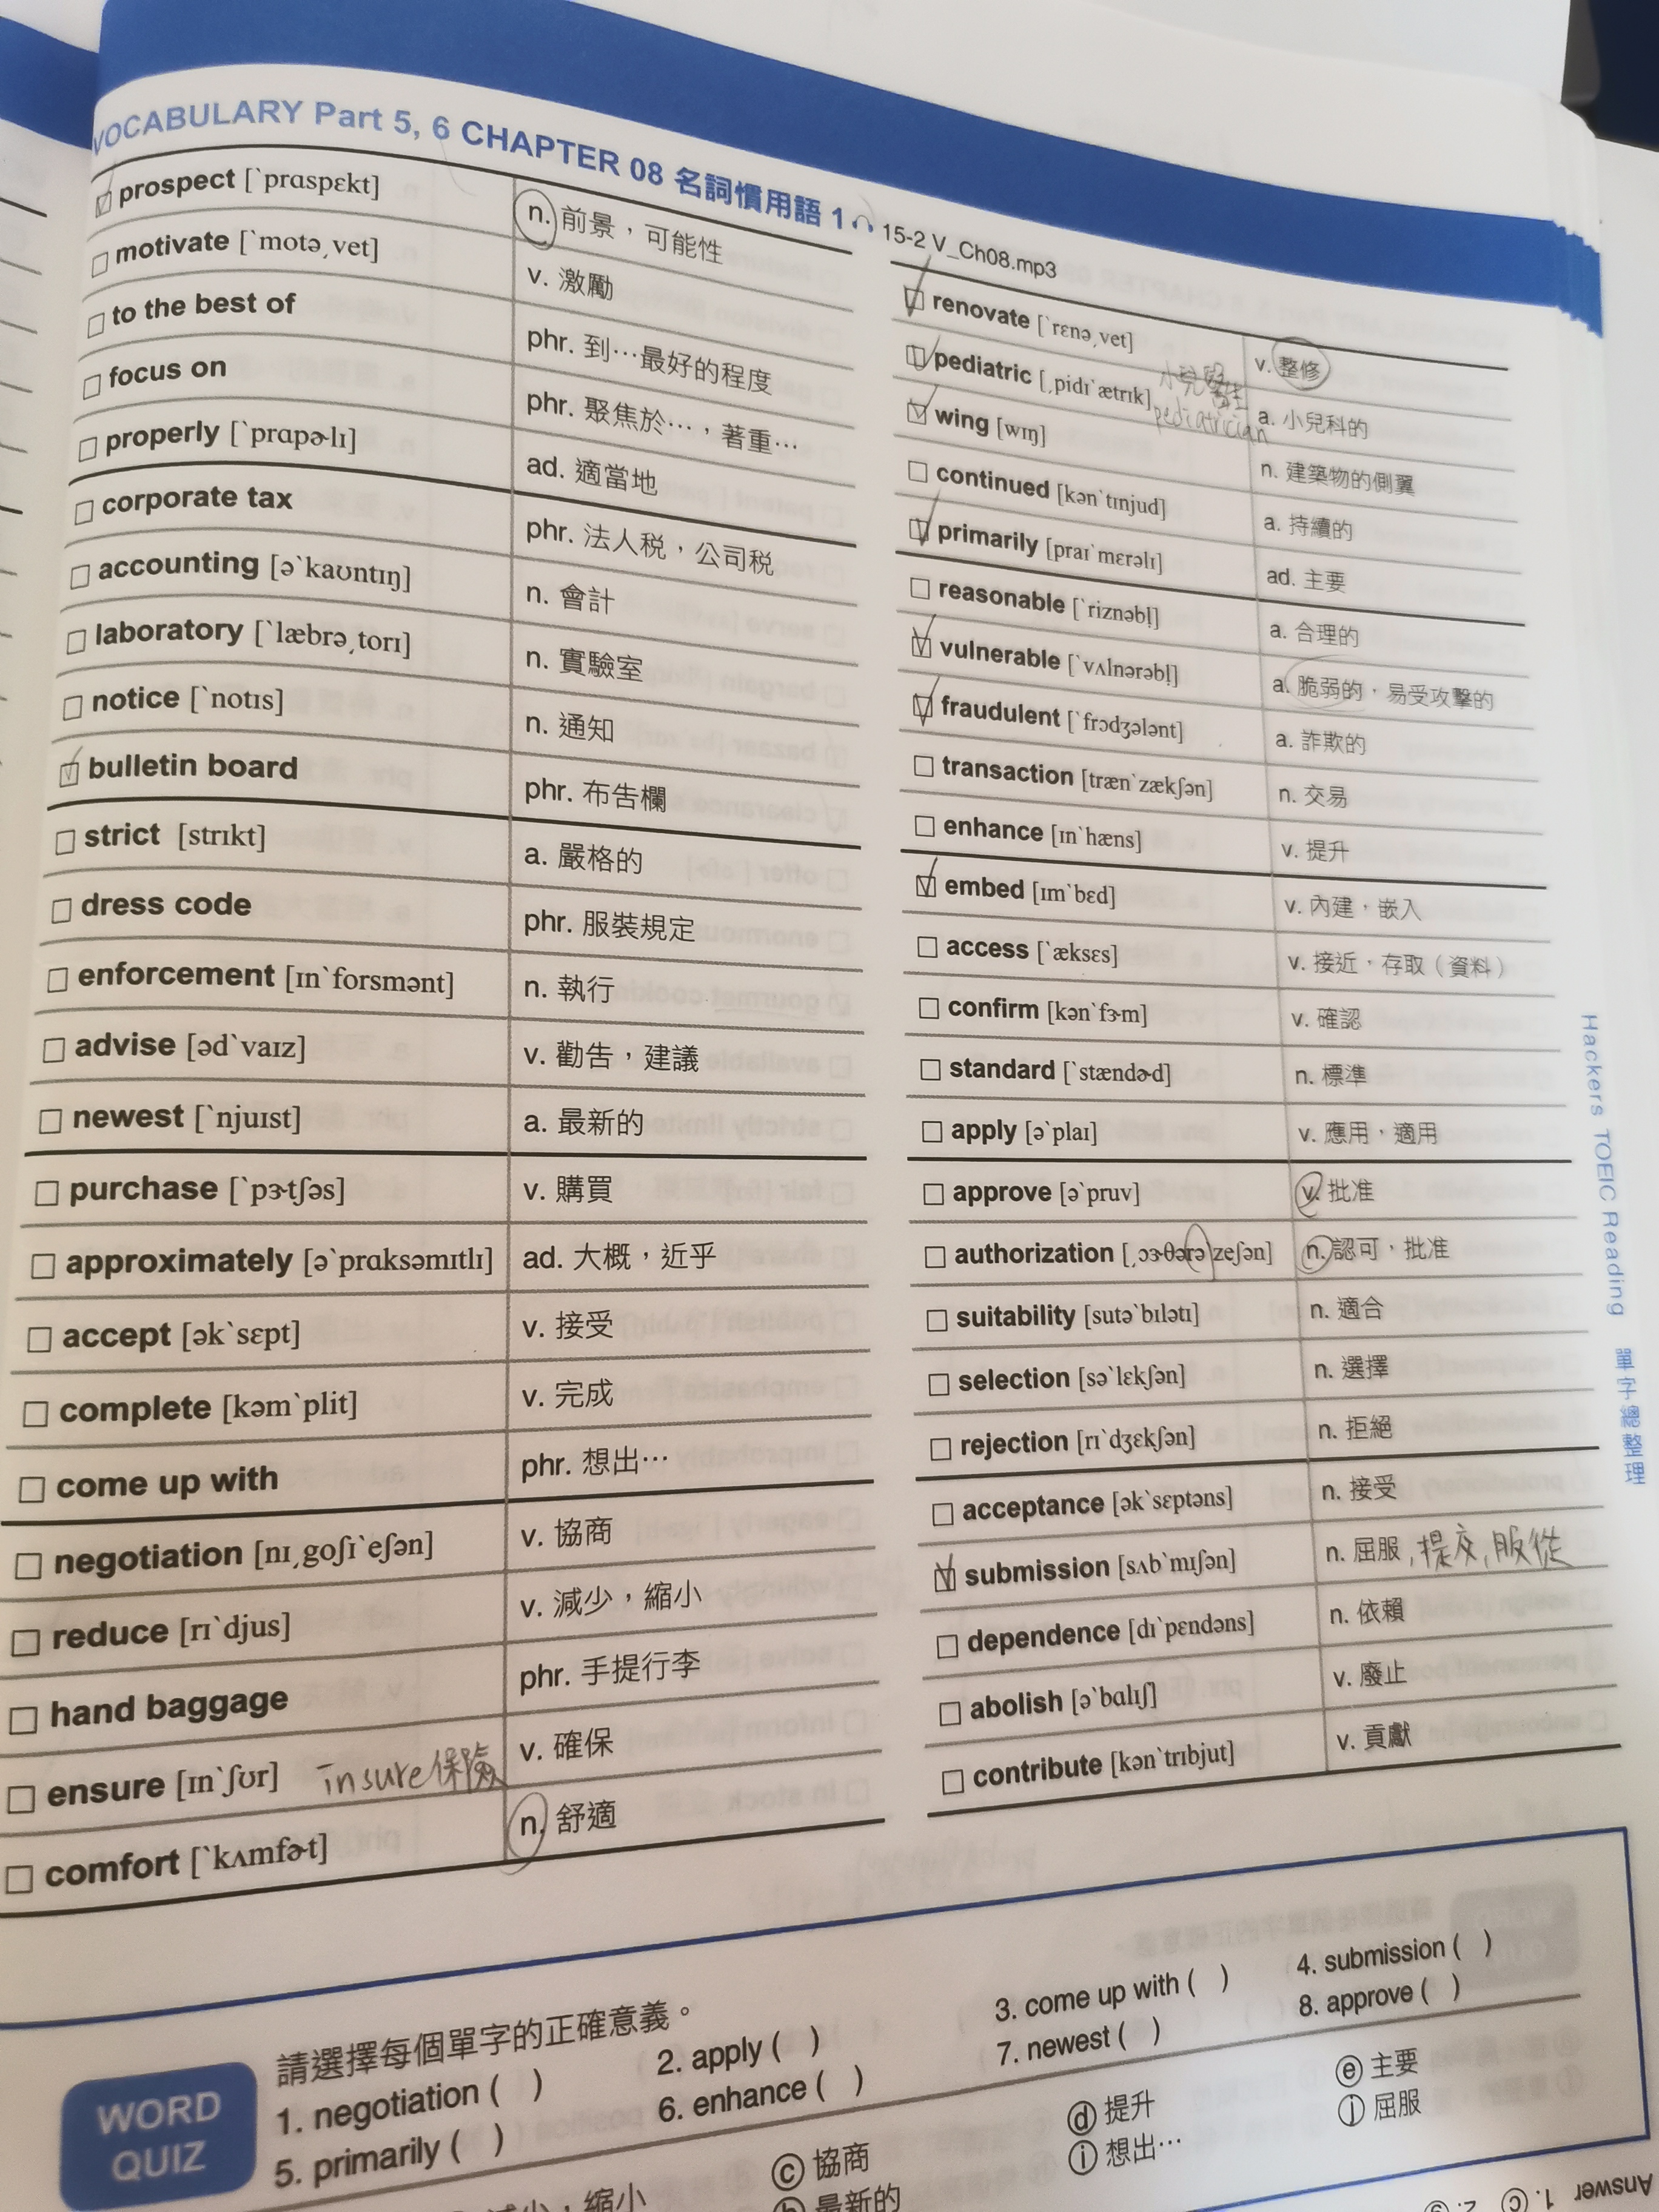 VOCABULARY Part 5, 6 CHAPTER 08 名詞慣用語 1 15-2 V_Ch08.mp3
prospect [ˋprɑspɛkt] n. 前景，可能性
motivate [ˋmotəˏvet] v. 激勵
to the best of phr. 到…最好的程度
focus on phr. 聚焦於…，著重…
properly [ˋprɑpɚlɪ] ad. 適當地
corporate tax phr. 法人税，公司税
accounting [əˋkaʊntɪŋ] n. 會計
laboratory [ˋlæbrəˏtorɪ] n. 實驗室
notice [ˋnotɪs] n. 通知
bulletin board phr. 布告欄
strict [strɪkt] a. 嚴格的
dress code phr. 服裝規定
enforcement [ɪnˋforsmənt] n. 執行
advise [ədˋvaɪz] v. 勸告，建議
newest [ˋnjuɪst] a. 最新的
purchase [ˋpɝtʃəs] v. 購買
approximately [əˋprɑksəmɪtlɪ] ad. 大概，近乎
accept [əkˋsɛpt] v. 接受
complete [kəmˋplit] v. 完成
come up with phr. 想出…
negotiation [nɪˏgoʃɪˋeʃən] v. 協商
reduce [rɪˋdjus] v. 減少，縮小
hand baggage phr. 手提行李
ensure [ɪnˋʃʊr] insure保險 v. 確保
comfort [ˋkʌmfɚt] n. 舒適
renovate [ˋrɛnəˏvet] v. 整修
pediatric [ˏpidɪˋætrɪk] 小兒醫生 pediatrician a. 小兒科的
wing [wɪŋ] n. 建築物的側翼
continued [kənˋtɪnjud] a. 持續的
primarily [praɪˋmɛrəlɪ] ad. 主要
reasonable [ˋriznəbḷ] a. 合理的
vulnerable [ˋvʌlnərəbḷ] a. 脆弱的，易受攻擊的
fraudulent [ˋfrɔdʒələnt] a. 詐欺的
transaction [trænˋzækʃən] n. 交易
enhance [ɪnˋhæns] v. 提升
embed [ɪmˋbɛd] v. 內建，嵌入
access [ˋæksɛs] v. 接近，存取（資料）
confirm [kənˋfɝm] v. 確認
standard [ˋstændɚd] n. 標準
apply [əˋplaɪ] v. 應用，適用
approve [əˋpruv] v. 批准
authorization [ˏɔɝθərəˋzeʃən] n. 認可，批准
suitability [sutəˋbɪlətɪ] n. 適合
selection [səˋlɛkʃən] n. 選擇
rejection [rɪˋdʒɛkʃən] n. 拒絕
acceptance [əkˋsɛptəns] n. 接受
submission [sʌbˋmɪʃən] n. 屈服,提交,服從
dependence [dɪˋpɛndəns] n. 依賴
abolish [əˋbɑlɪʃ] v. 廢止
contribute [kənˋtrɪbjut] v. 貢獻
Hackers TOEIC Reading 單字總整理
WORD QUIZ
請選擇每個單字的正確意義。
1. negotiation ( ) 2. apply ( ) 3. come up with ( ) 4. submission ( )
5. primarily ( ) 6. enhance ( ) 7. newest ( ) 8. approve ( )
減少，縮小 ⓒ 協商 ⓓ 提升 ⓔ 主要
最新的 ⓘ 想出… ⓙ 屈服
Answer 1. ⓒ 2.